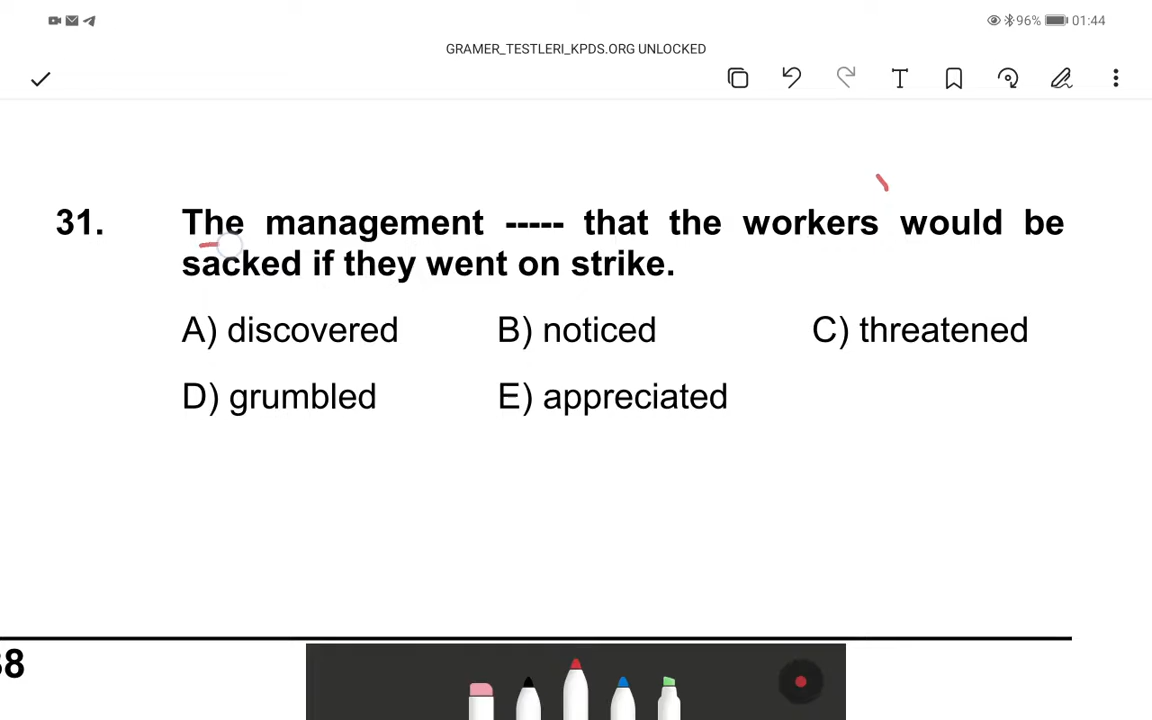 96% 01:44
GRAMER_TESTLERI_KPDS.ORG UNLOCKED
31. The management ----- that the workers would be
sacked if they went on strike.
A) discovered B) noticed C) threatened
D) grumbled E) appreciated
8